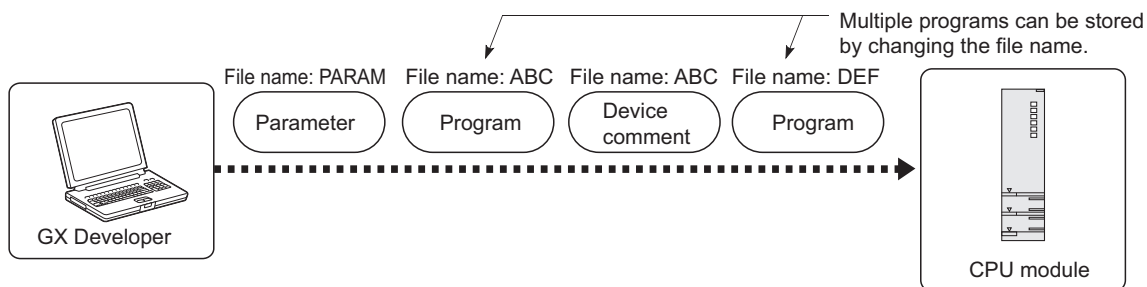 Multiple programs can be stored
by changing the file name.
File name: PARAM
File name: ABC
File name: ABC
File name: DEF
Parameter
Program
Device
comment
Program
GX Developer
CPU module